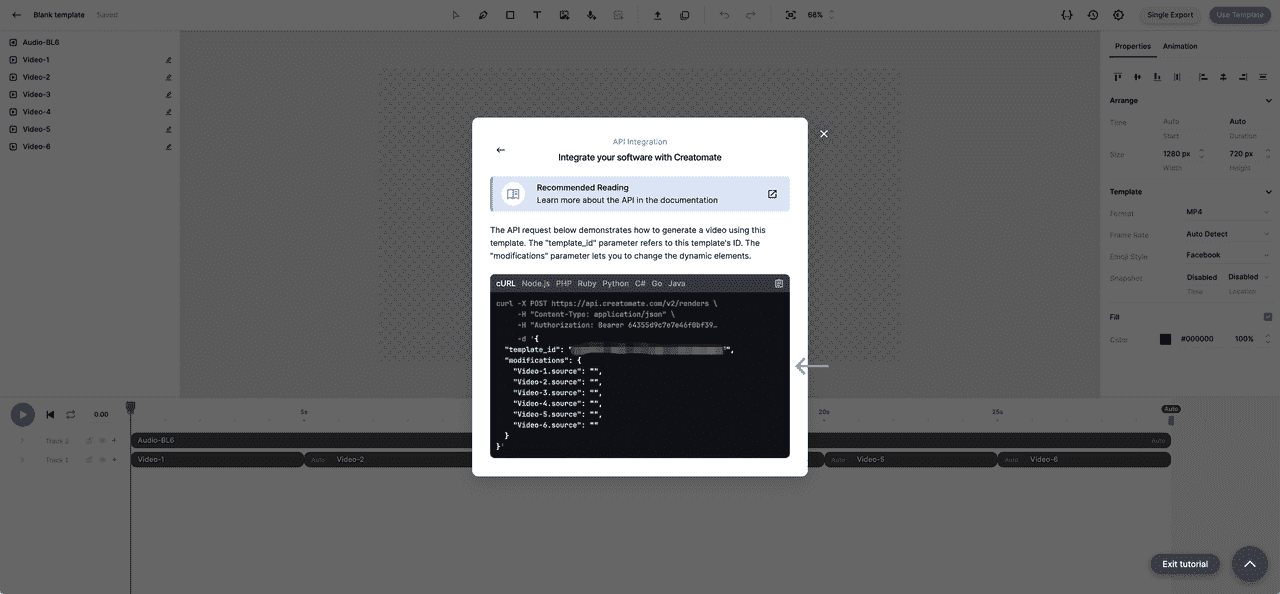 Blank template Saved
68%
Single Export
Use Template
Audio-BL6
Video-1
Video-2
Video-3
Video-4
Video-5
Video-6
API Integration
Integrate your software with Creatomate
Recommended Reading
Learn more about the API in the documentation
The API request below demonstrates how to generate a video using this
template. The "template_id" parameter refers to this template's ID. The
"modifications" parameter lets you to change the dynamic elements.
cURL Node.js PHP Ruby Python C# Go Java
curl -X POST https://api.creatomate.com/v2/renders \
-H "Content-Type: application/json" \
-H "Authorization: Bearer 64355d9c7e7e46f0bf39…
-d '{
"template_id": "",
"modifications": {
"Video-1.source": "",
"Video-2.source": "",
"Video-3.source": "",
"Video-4.source": "",
"Video-5.source": "",
"Video-6.source": ""
}
}'
Properties Animation
Arrange
Time Auto Auto
Start Duration
Size 1280 px 720 px
Width Height
Template
Format MP4
Frame Rate Auto Detect
Emoji Style Facebook
Snapshot Disabled Disabled
Time Location
Fill
Color #000000 100%
0.00
5s
20s
25s
Auto
Track 2
Audio-BL6
Auto
Track 1
Video-1
Auto Video-2
Auto Video-5
Auto Video-6
Exit tutorial